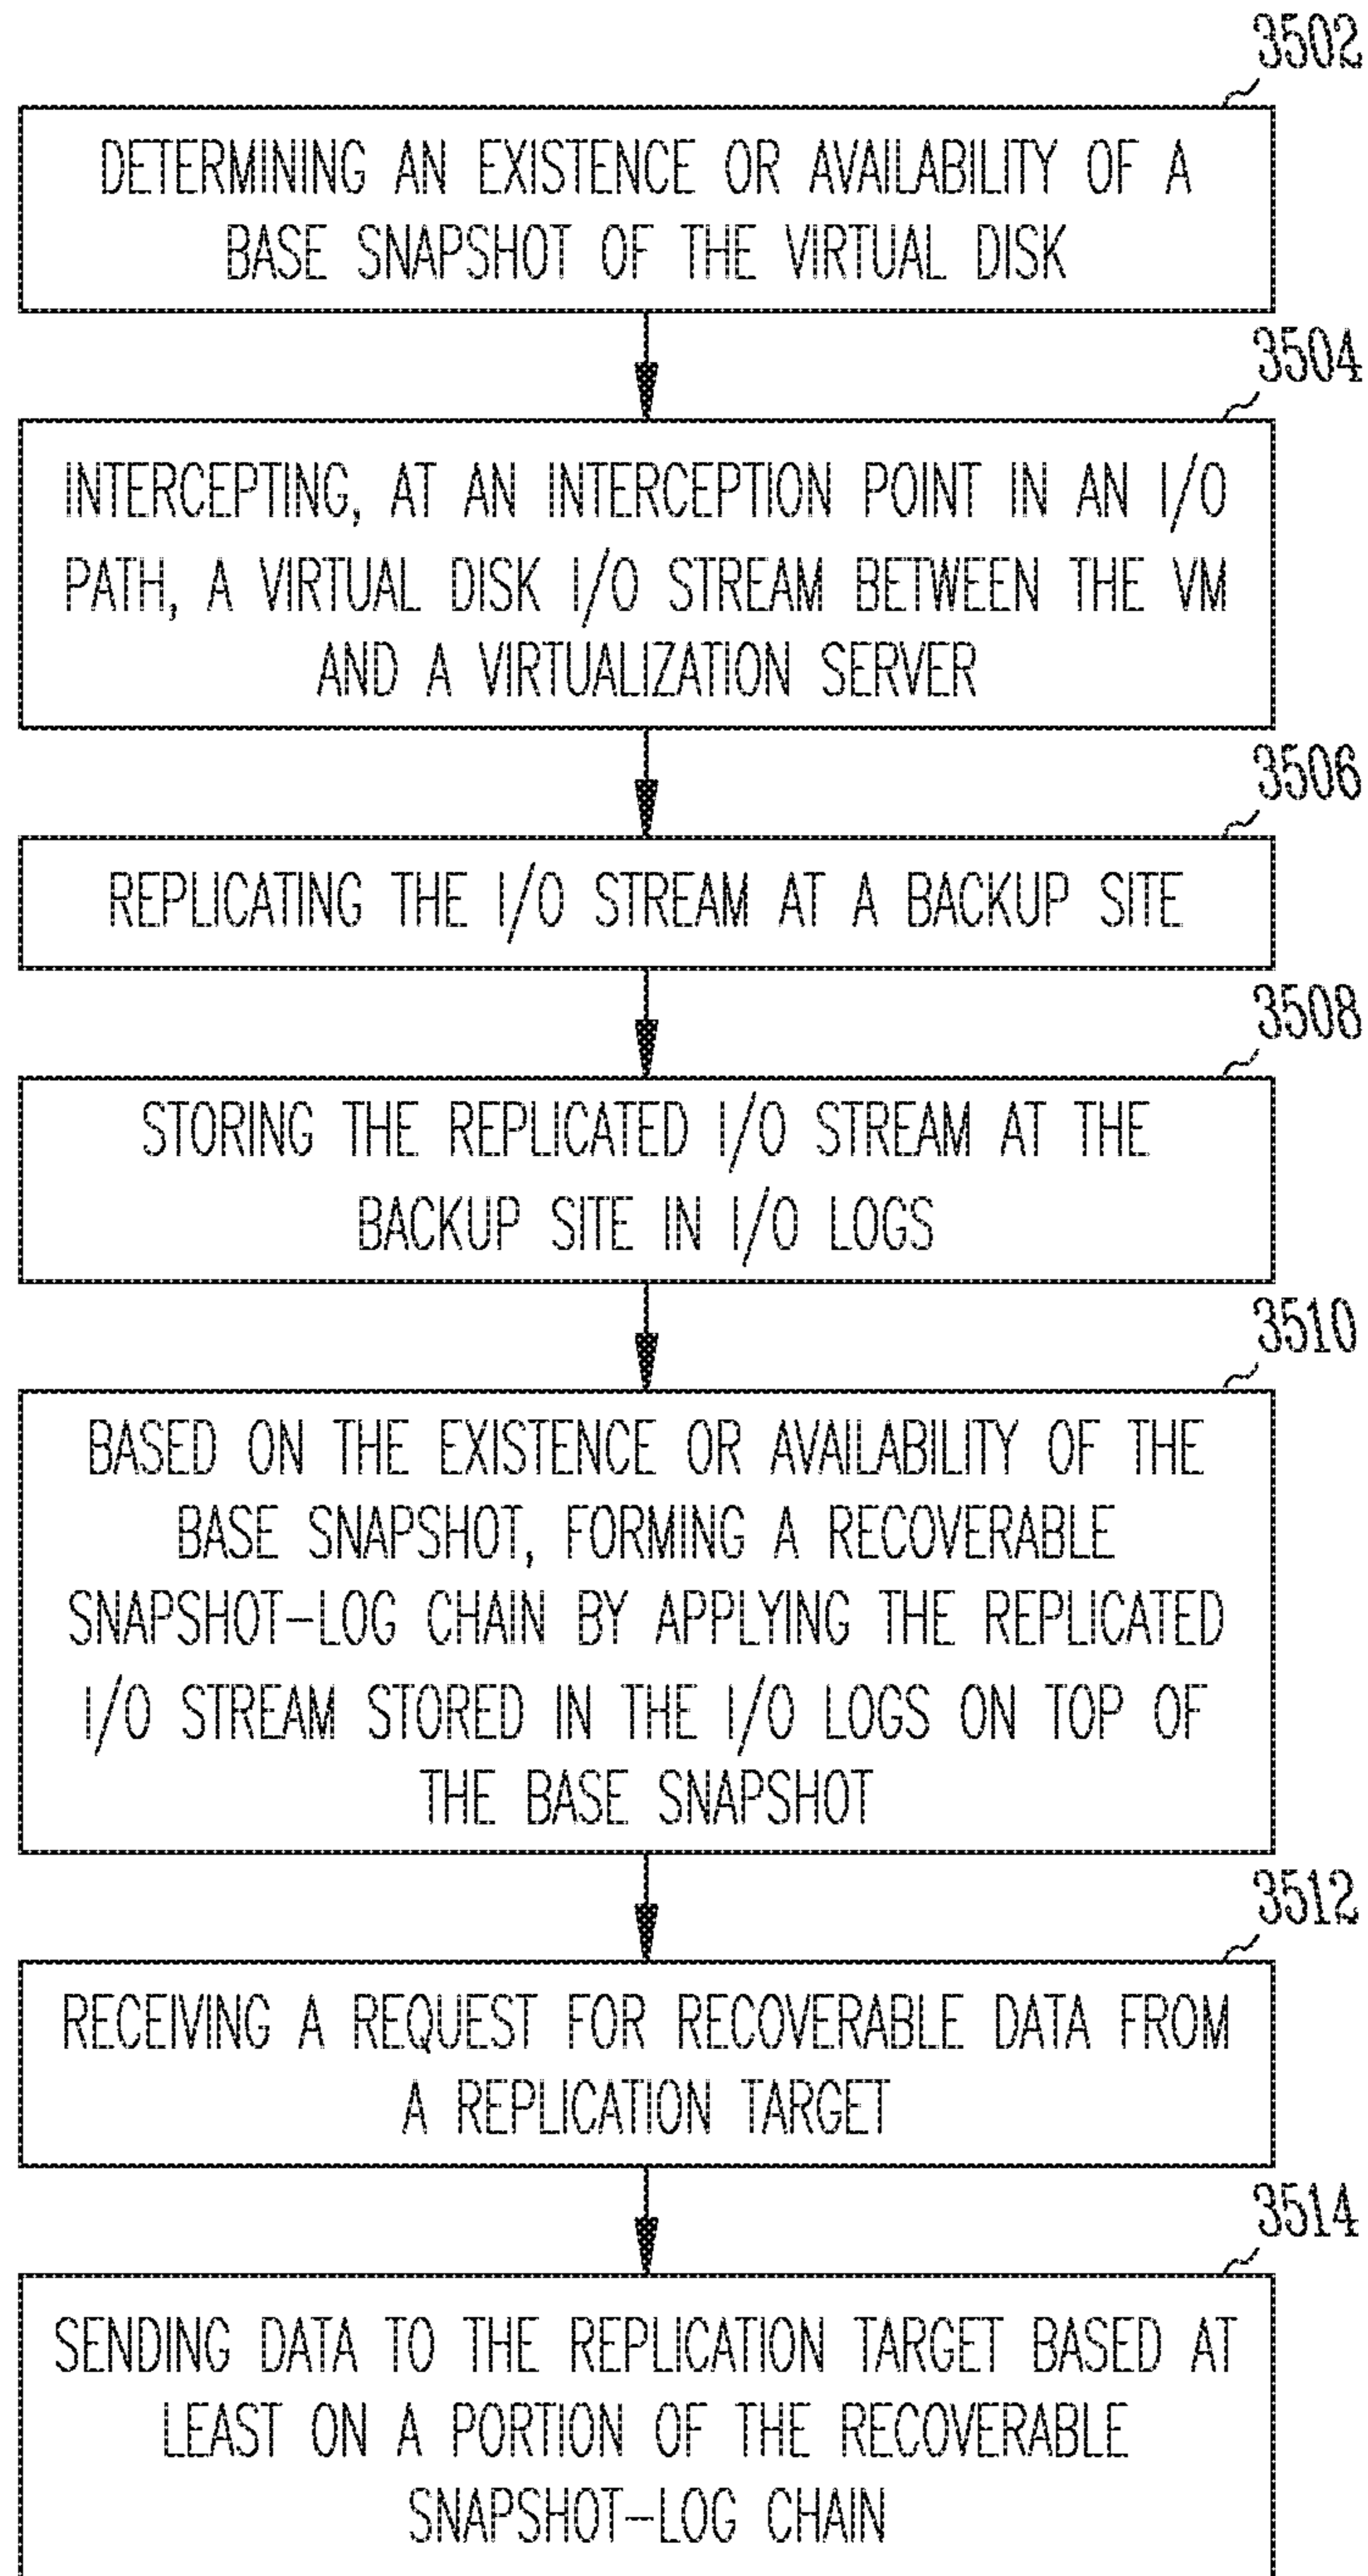 3502
DETERMINING AN EXISTENCE OR AVAILABILITY OF A
BASE SNAPSHOT OF THE VIRTUAL DISK
3504
INTERCEPTING, AT AN INTERCEPTION POINT IN AN I/O
PATH, A VIRTUAL DISK I/O STREAM BETWEEN THE VM
AND A VIRTUALIZATION SERVER
3506
REPLICATING THE I/O STREAM AT A BACKUP SITE
3508
STORING THE REPLICATED I/O STREAM AT THE
BACKUP SITE IN I/O LOGS
3510
BASED ON THE EXISTENCE OR AVAILABILITY OF THE
BASE SNAPSHOT, FORMING A RECOVERABLE
SNAPSHOT-LOG CHAIN BY APPLYING THE REPLICATED
I/O STREAM STORED IN THE I/O LOGS ON TOP OF
THE BASE SNAPSHOT
3512
RECEIVING A REQUEST FOR RECOVERABLE DATA FROM
A REPLICATION TARGET
3514
SENDING DATA TO THE REPLICATION TARGET BASED AT
LEAST ON A PORTION OF THE RECOVERABLE
SNAPSHOT-LOG CHAIN